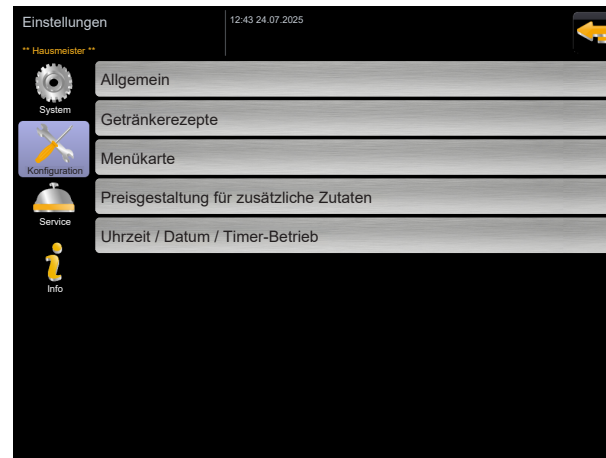 Einstellungen
12:43 24.07.2025
** Hausmeister **
System
Konfiguration
Service
Info
Allgemein
Getränkerezepte
Menükarte
Preisgestaltung für zusätzliche Zutaten
Uhrzeit / Datum / Timer-Betrieb